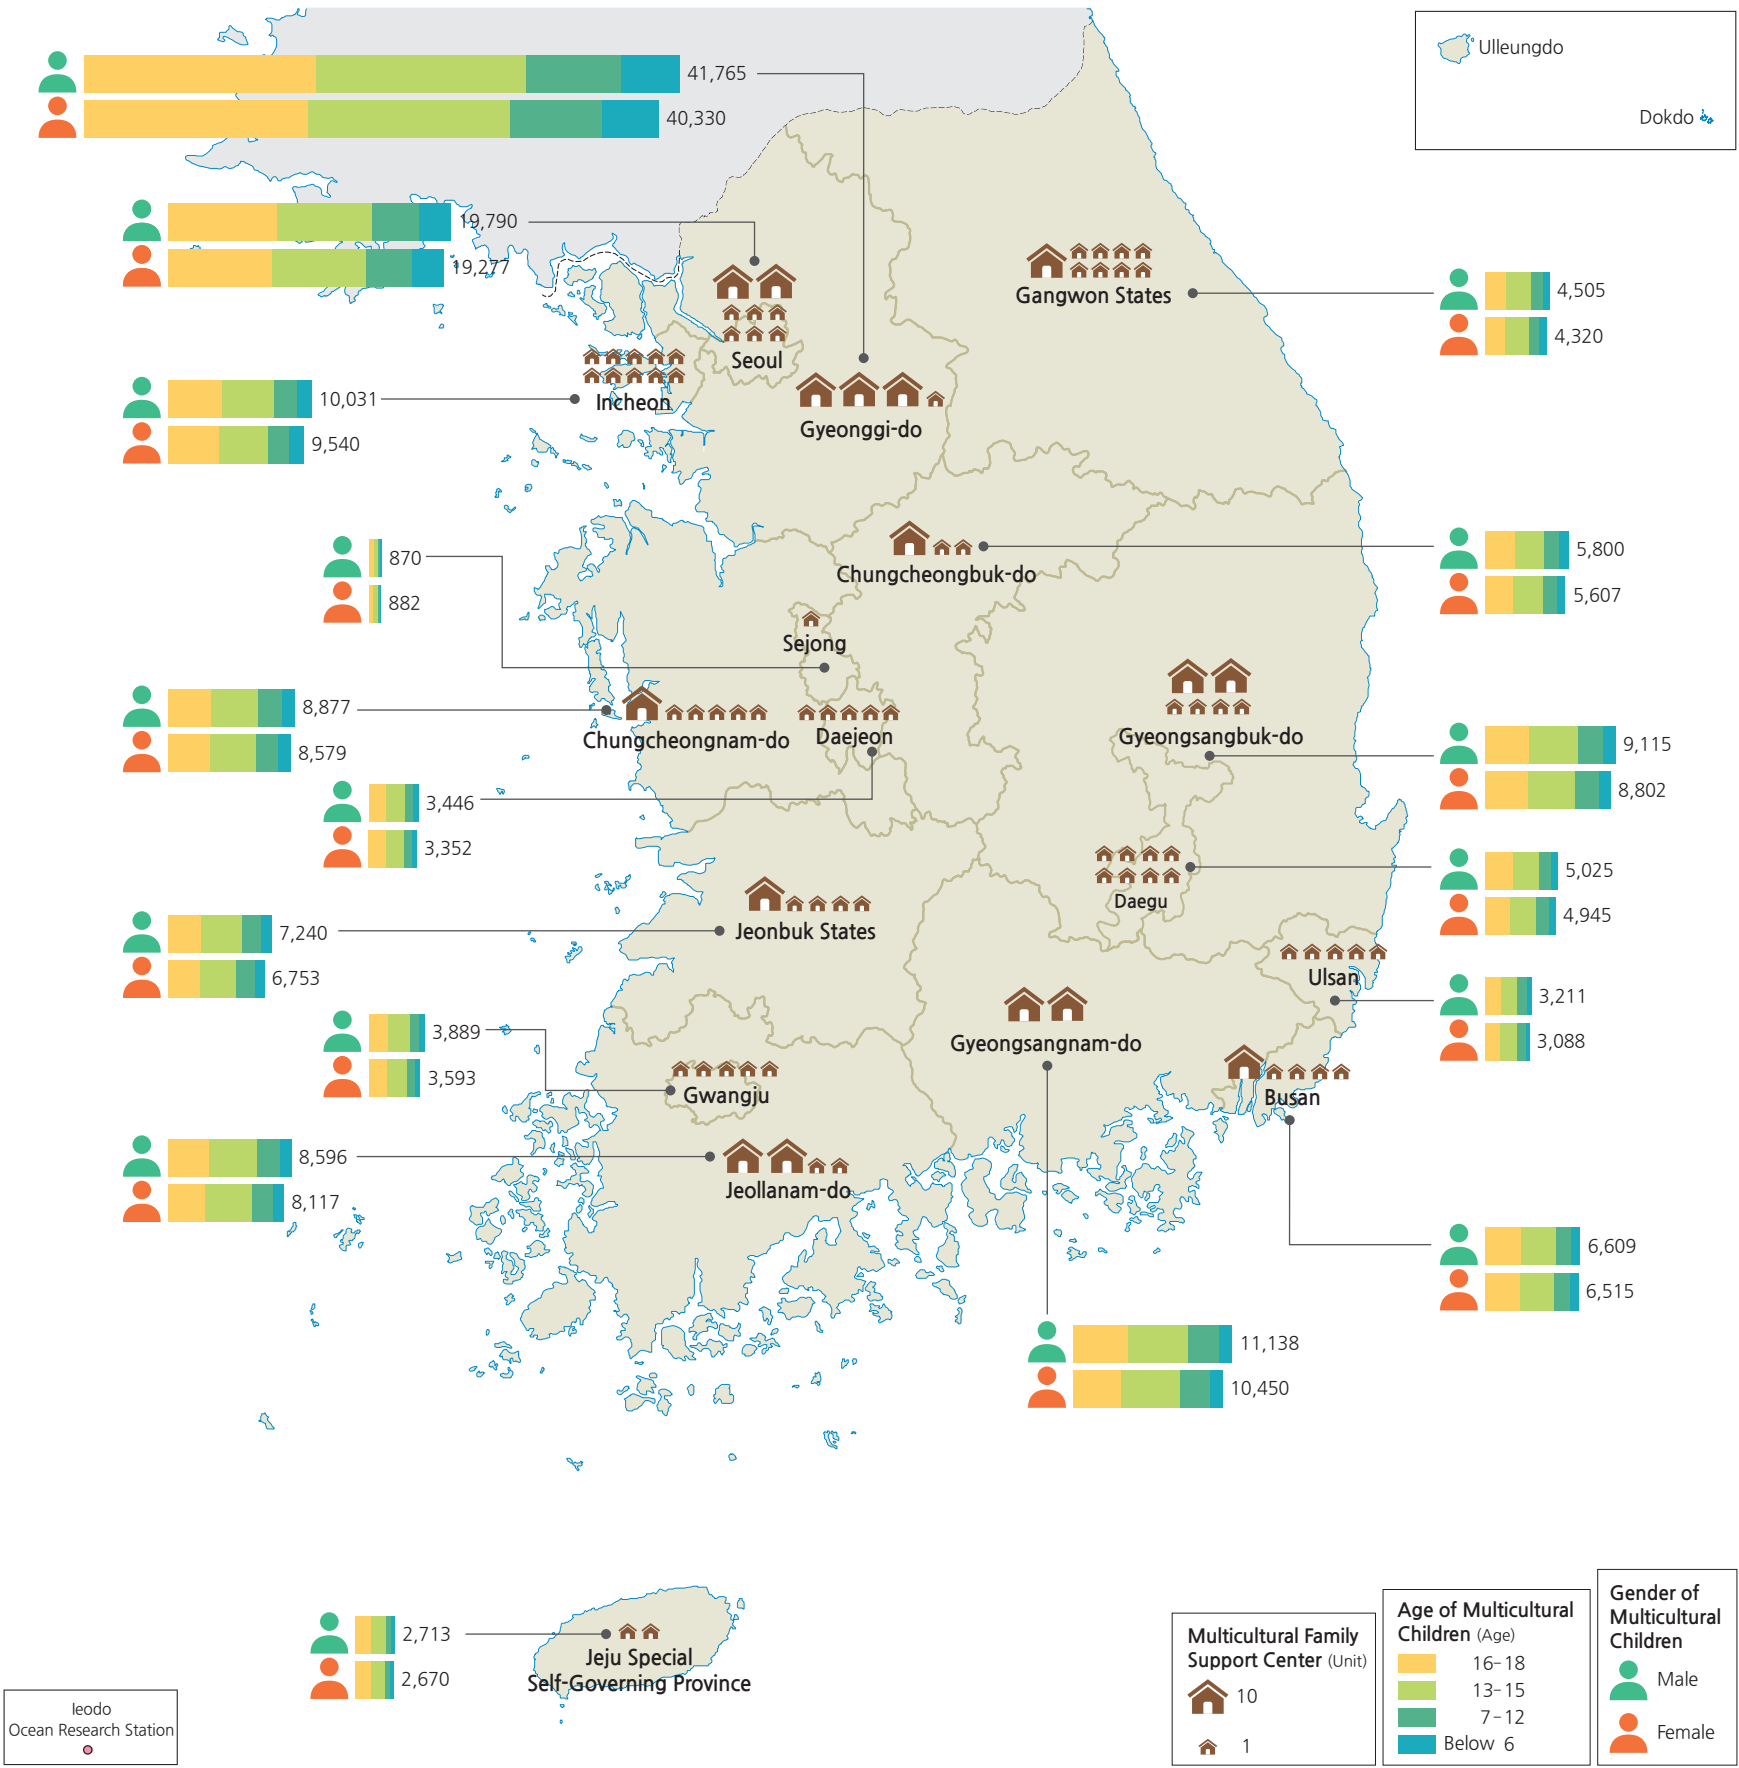 Ulleungdo
Dokdo
41,765
40,330
19,790
19,277
Seoul
Gangwon States
4,505
4,320
10,031
9,540
Incheon
Gyeonggi-do
870
882
Chungcheongbuk-do
5,800
5,607
Sejong
8,877
8,579
Chungcheongnam-do
Daejeon
Gyeongsangbuk-do
9,115
8,802
3,446
3,352
Daegu
5,025
4,945
7,240
6,753
Jeonbuk States
Ulsan
3,211
3,088
3,889
3,593
Gwangju
Gyeongsangnam-do
Busan
8,596
8,117
Jeollanam-do
6,609
6,515
11,138
10,450
2,713
2,670
Jeju Special
Self-Governing Province
Ieodo
Ocean Research Station
Multicultural Family
Support Center (Unit)
10
1
Age of Multicultural
Children (Age)
16-18
13-15
7-12
Below 6
Gender of
Multicultural
Children
Male
Female